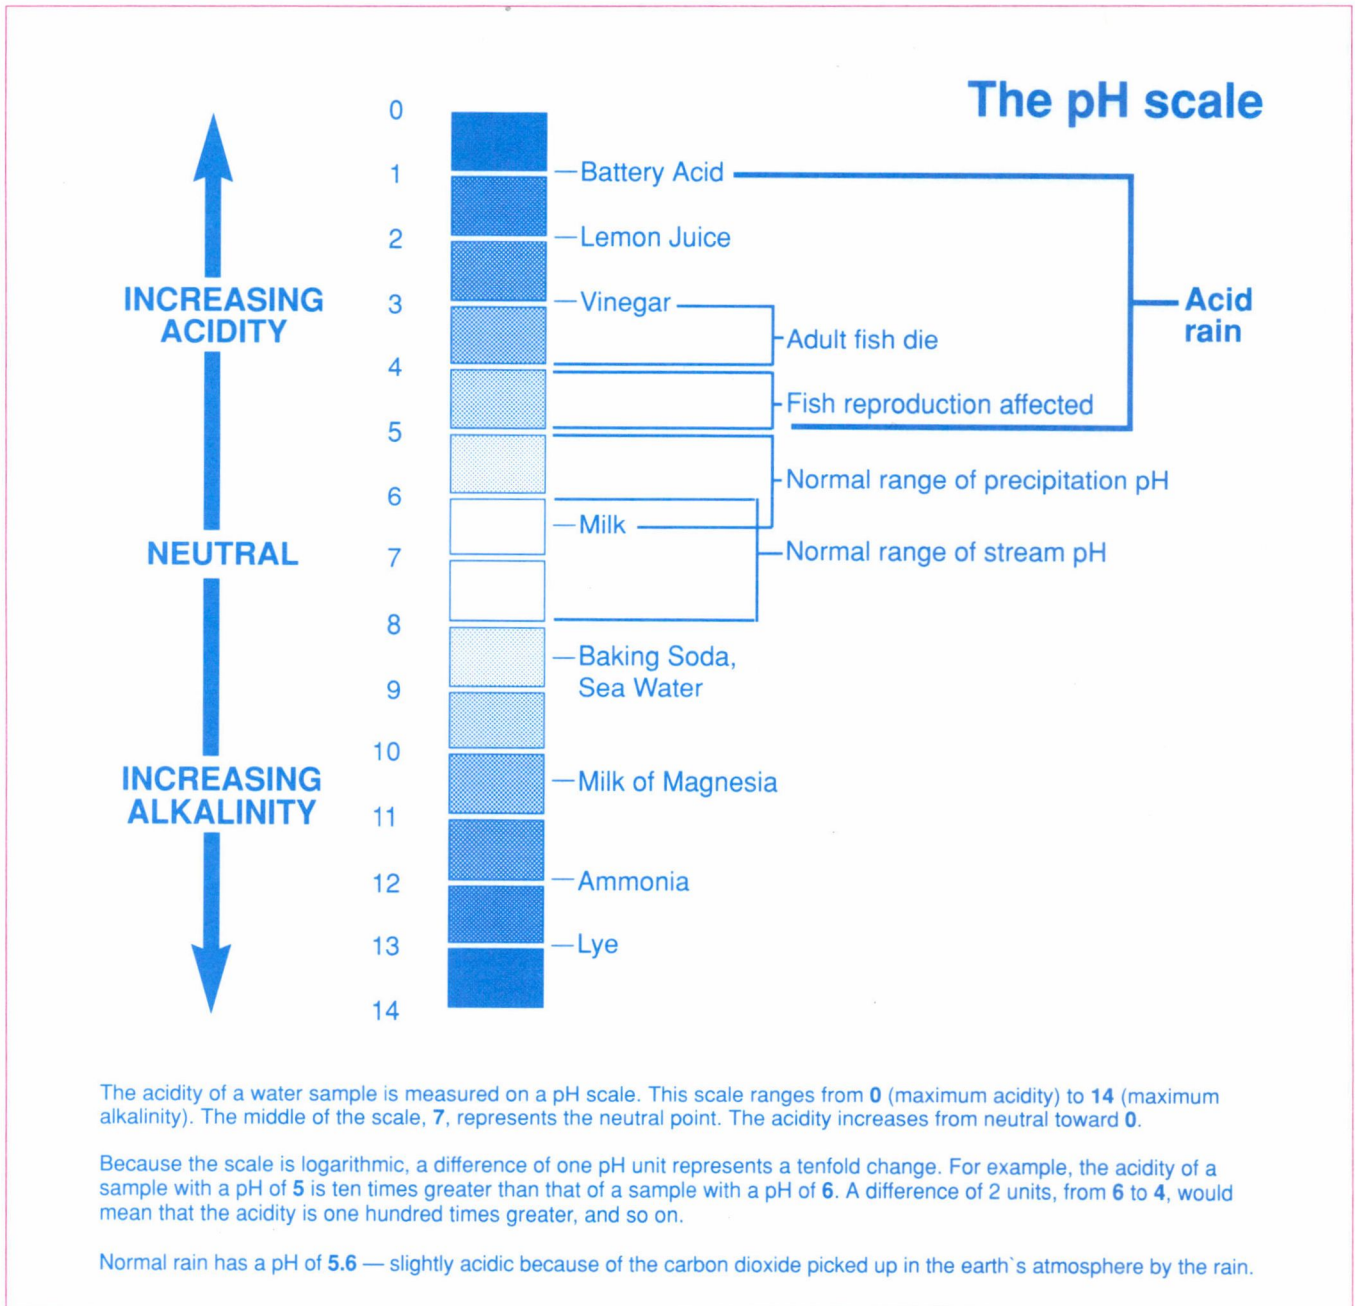 The pH scale
0
1
Battery Acid
2
Lemon Juice
INCREASING
ACIDITY
3
Vinegar
Acid
rain
Adult fish die
4
Fish reproduction affected
5
Normal range of precipitation pH
6
Milk
NEUTRAL
7
Normal range of stream pH
8
Baking Soda,
Sea Water
9
10
INCREASING
ALKALINITY
Milk of Magnesia
11
12
Ammonia
13
Lye
14
The acidity of a water sample is measured on a pH scale. This scale ranges from 0 (maximum acidity) to 14 (maximum
alkalinity). The middle of the scale, 7, represents the neutral point. The acidity increases from neutral toward 0.
Because the scale is logarithmic, a difference of one pH unit represents a tenfold change. For example, the acidity of a
sample with a pH of 5 is ten times greater than that of a sample with a pH of 6. A difference of 2 units, from 6 to 4, would
mean that the acidity is one hundred times greater, and so on.
Normal rain has a pH of 5.6 — slightly acidic because of the carbon dioxide picked up in the earth`s atmosphere by the rain.